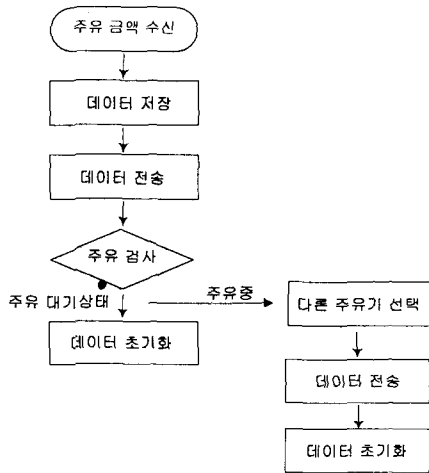 주유 금액 수신
데이터 저장
데이터 전송
주유 검사
주유 대기상태
주유중
데이터 초기화
다른 주유기 선택
데이터 전송
데이터 초기화